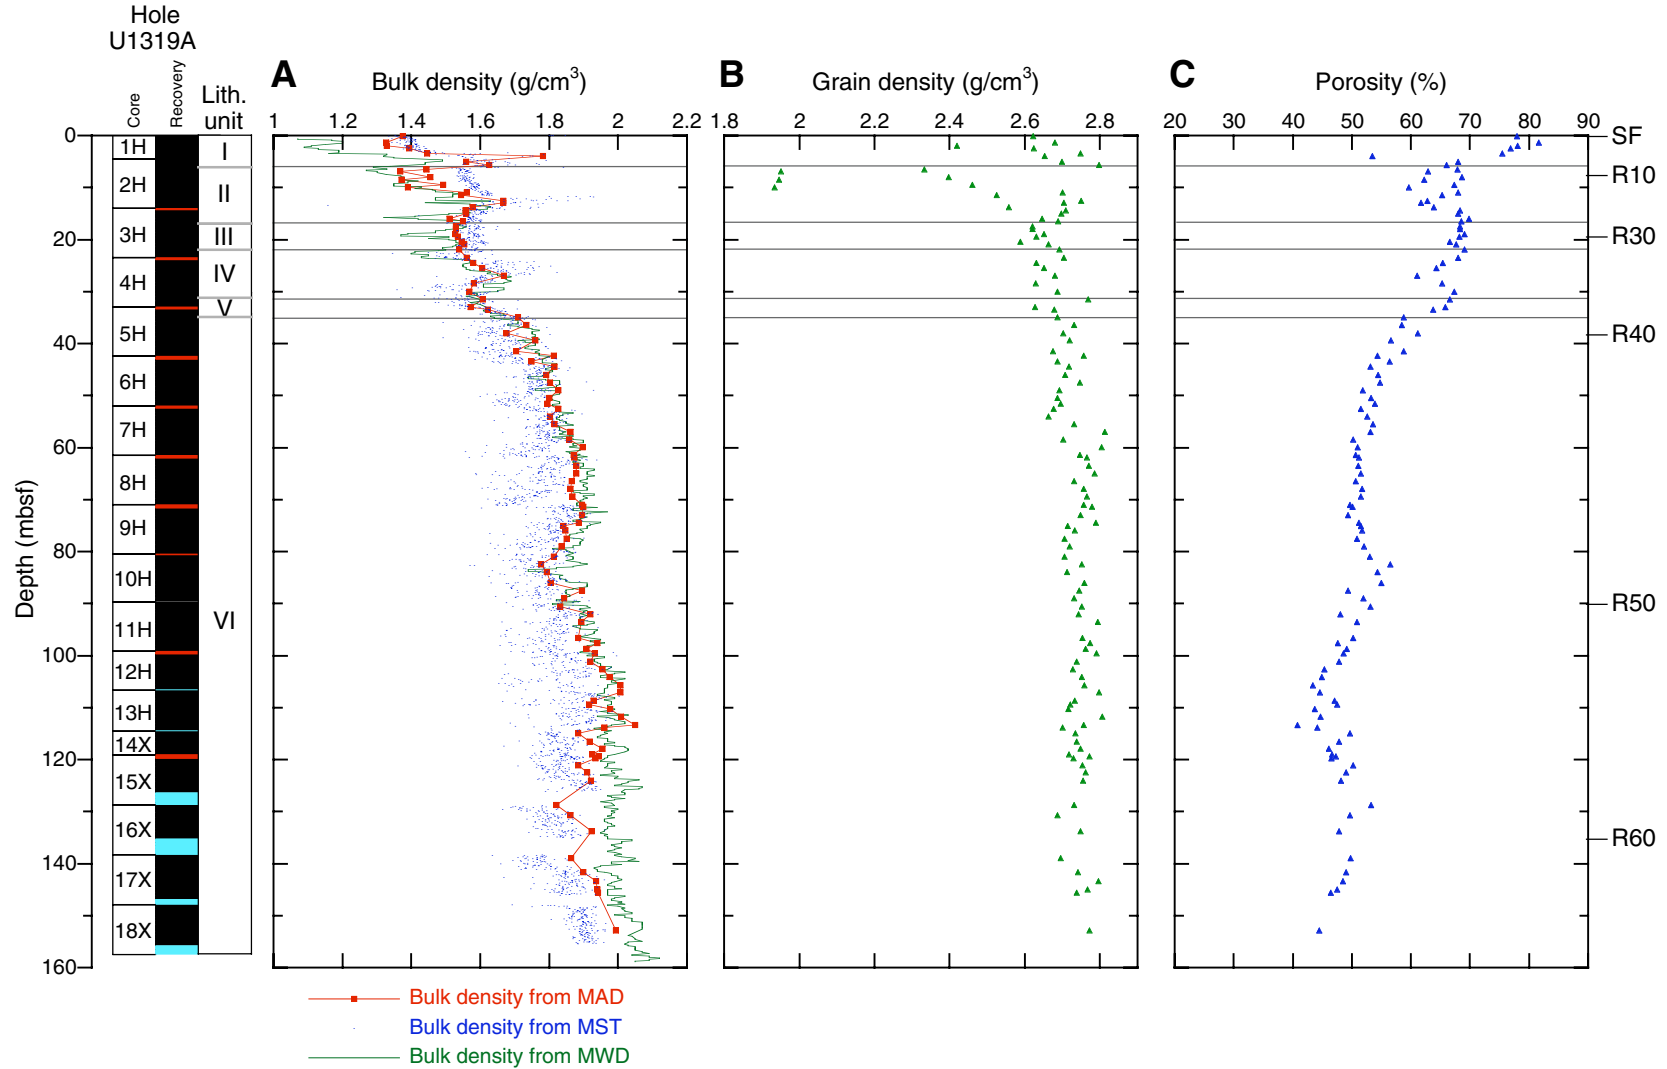 Hole
U1319A
Core
Recovery
Lith.
unit
A
Bulk density (g/cm3)
B
Grain density (g/cm3)
C
Porosity (%)
1 1.2 1.4 1.6 1.8 2 2.2
1.8 2 2.2 2.4 2.6 2.8
20 30 40 50 60 70 80 90
Depth (mbsf)
0
20
40
60
80
100
120
140
160
1H
2H
3H
4H
5H
6H
7H
8H
9H
10H
11H
12H
13H
14X
15X
16X
17X
18X
I
II
III
IV
V
VI
SF
R10
R30
R40
R50
R60
Bulk density from MAD
Bulk density from MST
Bulk density from MWD